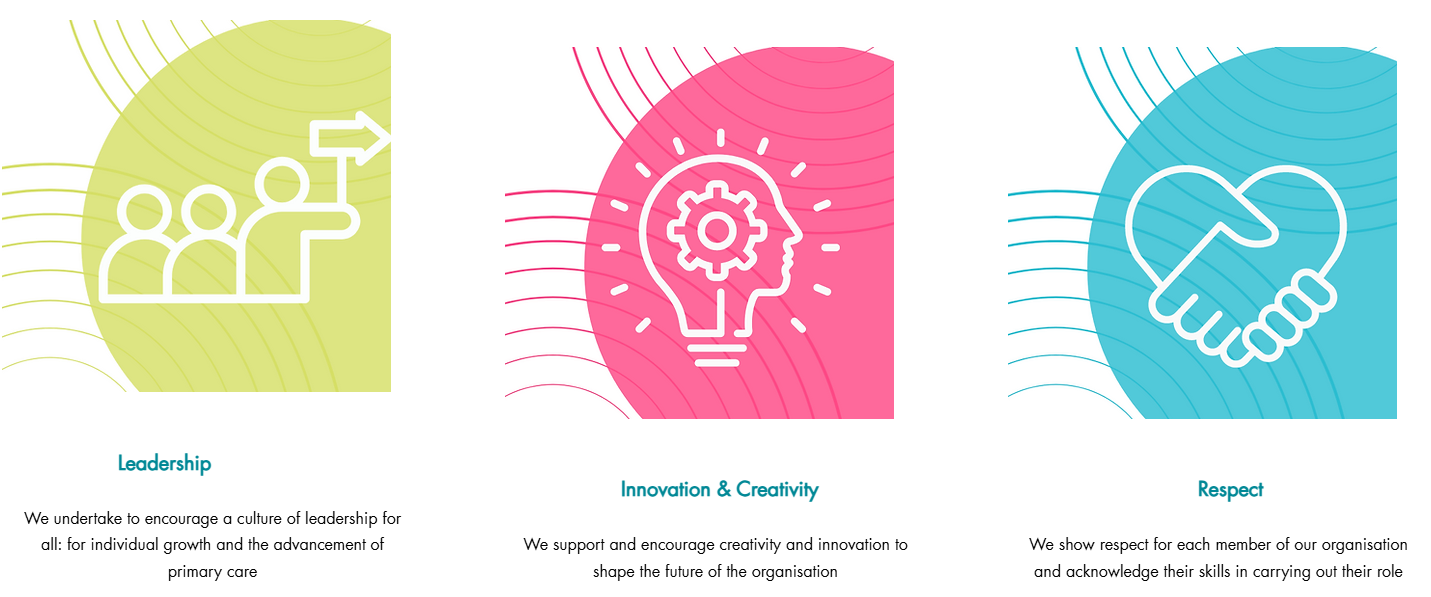 Leadership
We undertake to encourage a culture of leadership for
all: for individual growth and the advancement of
primary care
Innovation & Creativity
We support and encourage creativity and innovation to
shape the future of the organisation
Respect
We show respect for each member of our organisation
and acknowledge their skills in carrying out their role